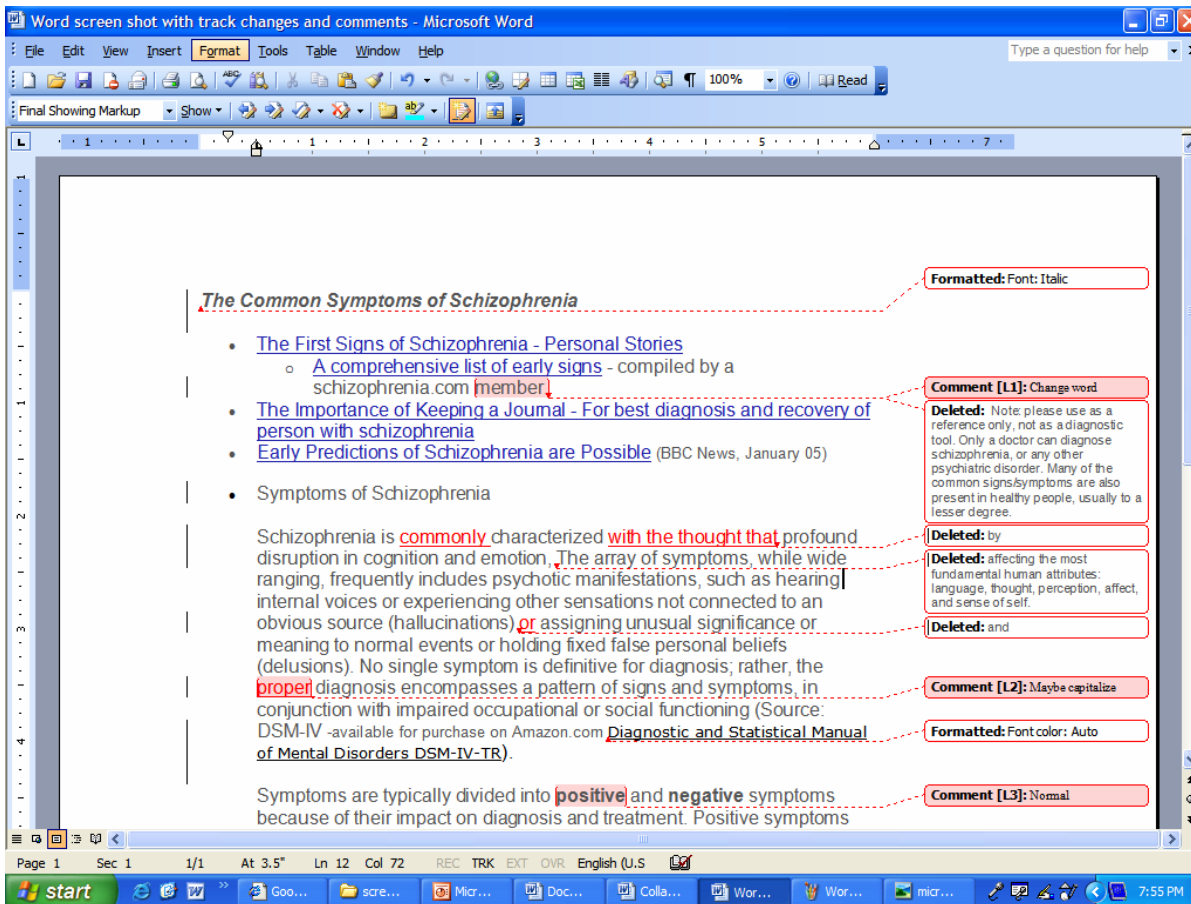 Word screen shot with track changes and comments - Microsoft Word
File Edit View Insert Format Tools Table Window Help Type a question for help
100% Read
Final Showing Markup Show
1 1 2 3 4 5 7
The Common Symptoms of Schizophrenia
Formatted: Font: Italic
• The First Signs of Schizophrenia - Personal Stories
o A comprehensive list of early signs - compiled by a
schizophrenia.com member.
Comment [L1]: Change word
• The Importance of Keeping a Journal - For best diagnosis and recovery of
person with schizophrenia
• Early Predictions of Schizophrenia are Possible (BBC News, January 05)
Deleted: Note: please use as a
reference only, not as a diagnostic
tool. Only a doctor can diagnose
schizophrenia, or any other
psychiatric disorder. Many of the
common signs/symptoms are also
present in healthy people, usually to a
lesser degree.
• Symptoms of Schizophrenia
Schizophrenia is commonly characterized with the thought that profound
Deleted: by
disruption in cognition and emotion, The array of symptoms, while wide
ranging, frequently includes psychotic manifestations, such as hearing
internal voices or experiencing other sensations not connected to an
Deleted: affecting the most
fundamental human attributes:
language, thought, perception, affect,
and sense of self.
obvious source (hallucinations) or assigning unusual significance or
Deleted: and
meaning to normal events or holding fixed false personal beliefs
(delusions). No single symptom is definitive for diagnosis; rather, the
proper diagnosis encompasses a pattern of signs and symptoms, in
Comment [L2]: Maybe capitalize
conjunction with impaired occupational or social functioning (Source:
DSM-IV -available for purchase on Amazon.com Diagnostic and Statistical Manual
Formatted: Font color: Auto
of Mental Disorders DSM-IV-TR).
Symptoms are typically divided into positive and negative symptoms
Comment [L3]: Normal
because of their impact on diagnosis and treatment. Positive symptoms
Page 1 Sec 1 1/1 At 3.5" Ln 12 Col 72 REC TRK EXT OVR English (U.S
start Goo... scre... Micr... Doc... Colla... Wor... Wor... micr... 7:55 PM